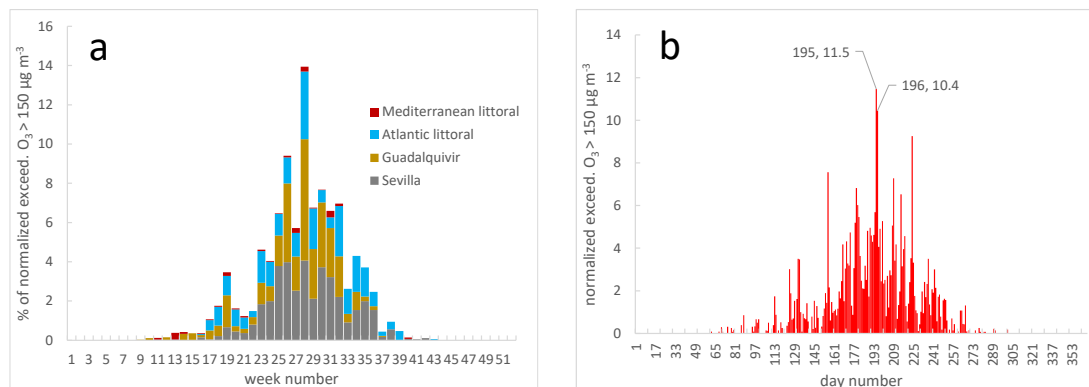 a
% of normalized exceed. O₃ > 150 µg m⁻³
16
14
12
10
8
6
4
2
0
Mediterranean littoral
Atlantic littoral
Guadalquivir
Sevilla
1 3 5 7 9 11 13 15 17 19 21 23 25 27 29 31 33 35 37 39 41 43 45 47 49 51
week number
b
normalized exceed. O₃ > 150 µg m⁻³
14
12
10
8
6
4
2
0
195, 11.5
196, 10.4
1 17 33 49 65 81 97 113 129 145 161 177 193 209 225 241 257 273 289 305 321 337 353
day number